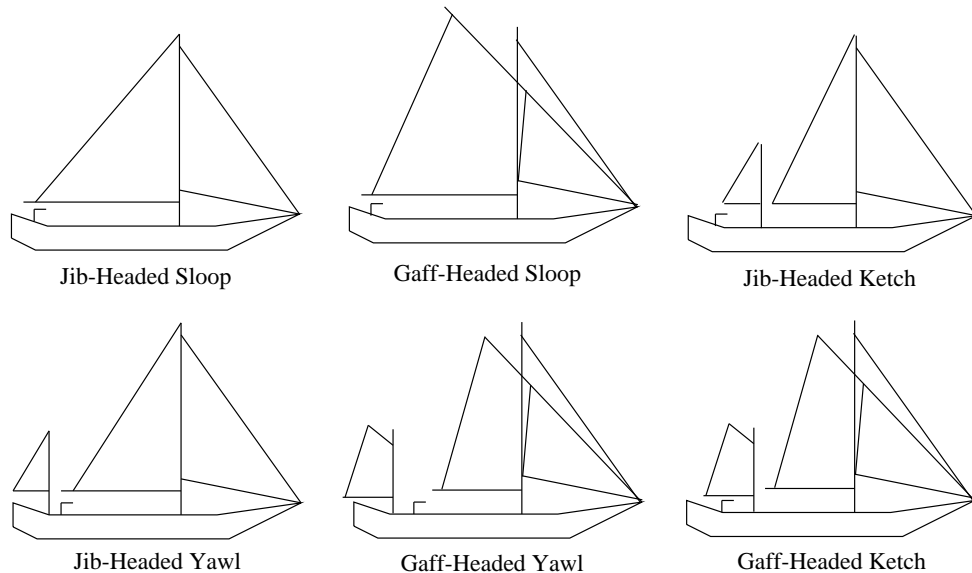 Jib-Headed Sloop
Gaff-Headed Sloop
Jib-Headed Ketch
Jib-Headed Yawl
Gaff-Headed Yawl
Gaff-Headed Ketch